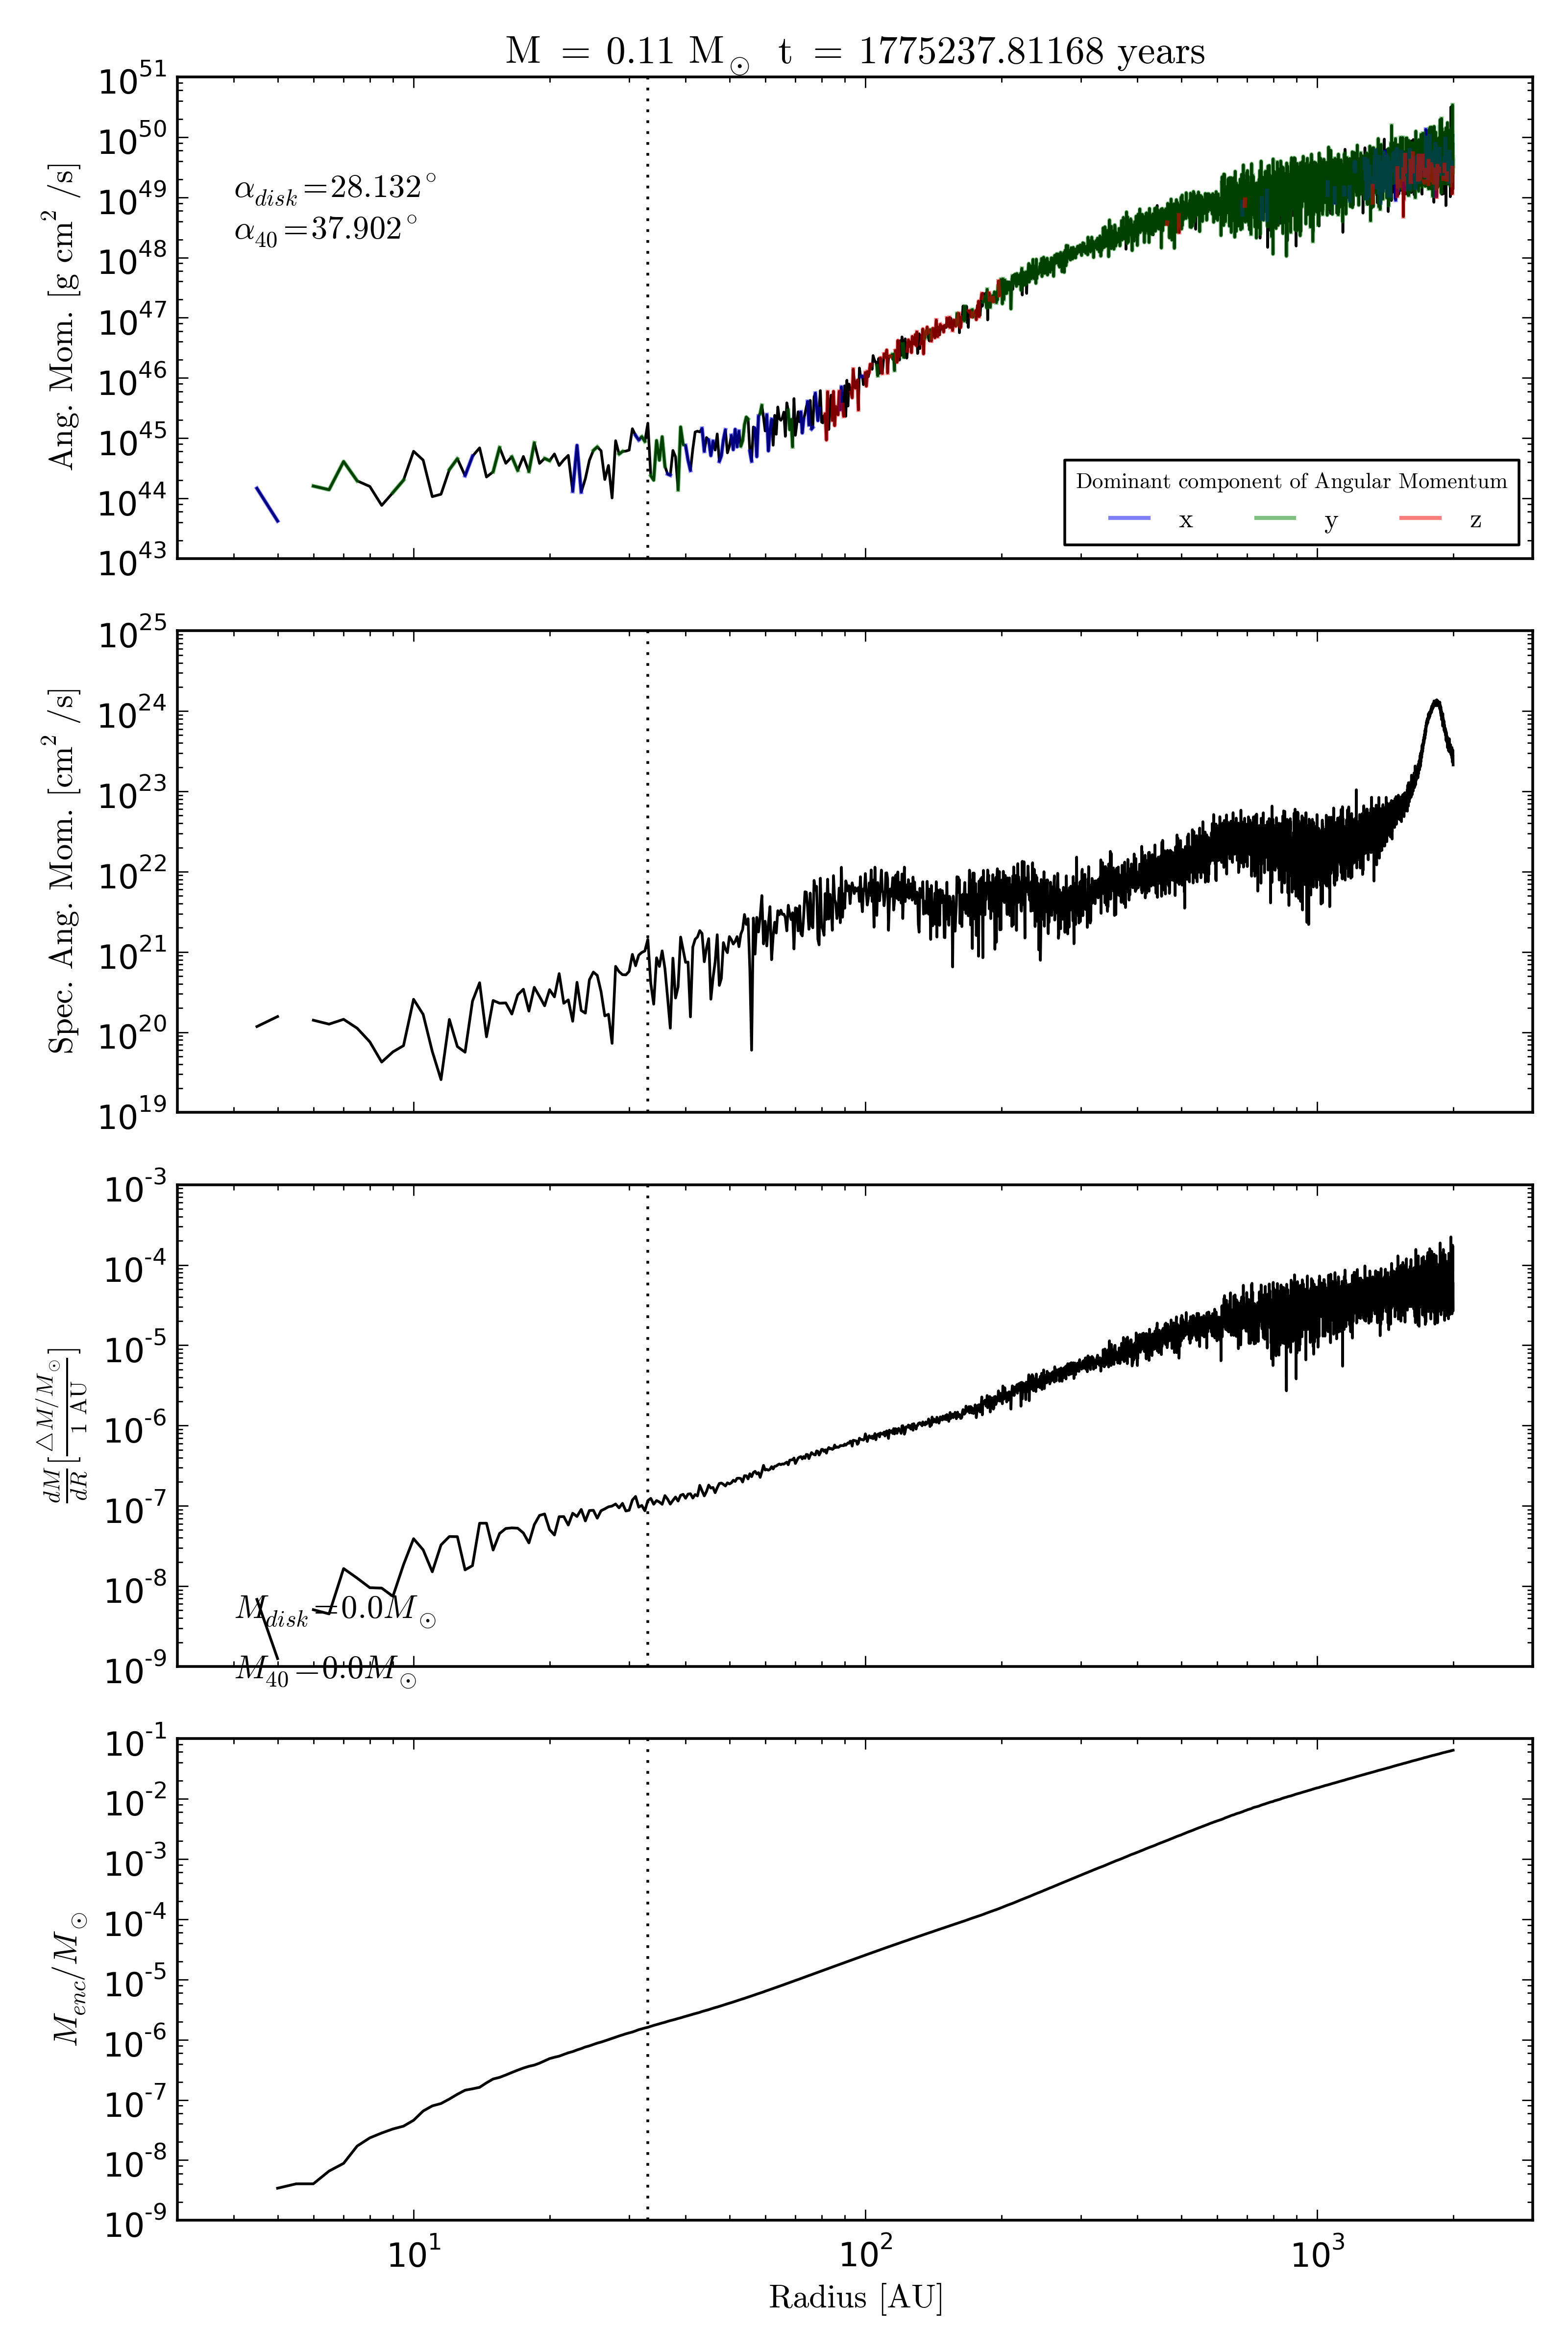 M = 0.11 M⊙ t = 1775237.81168 years
10^51
10^50
10^49
10^48
10^47
10^46
10^45
10^44
10^43
Ang. Mom. [g cm^2 /s]
α_disk=28.132°
α_40=37.902°
Dominant component of Angular Momentum
x y z
10^25
10^24
10^23
10^22
10^21
10^20
10^19
Spec. Ang. Mom. [cm^2 /s]
10^-3
10^-4
10^-5
10^-6
10^-7
10^-8
10^-9
dM/dR [△M/M⊙ / 1 AU]
M_disk=0.0M⊙
M_40=0.0M⊙
10^-1
10^-2
10^-3
10^-4
10^-5
10^-6
10^-7
10^-8
10^-9
M_enc/M⊙
10^1 10^2 10^3
Radius [AU]